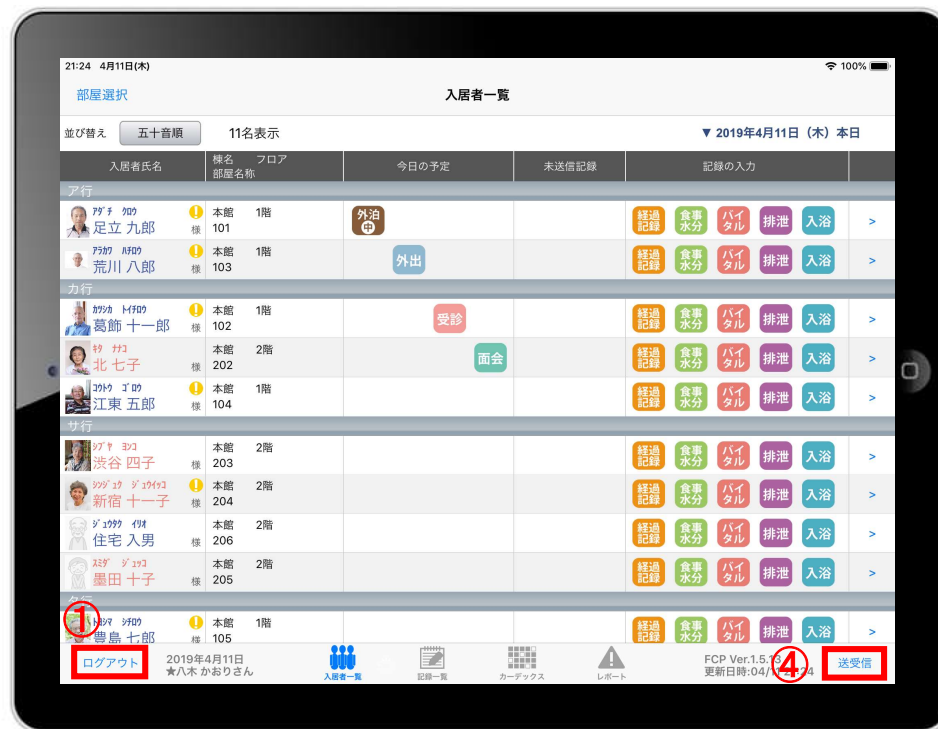 21:24 4月11日(木) 100%
部屋選択 入居者一覧
並び替え 五十音順 11名表示 ▼ 2019年4月11日（木）本日
入居者氏名 棟名 フロア 部屋名称 今日の予定 未送信記録 記録の入力
ア行
ｱﾀﾞﾁ ｸﾛｳ ! 本館 1階 外泊中 経過記録 食事水分 バイタル 排泄 入浴 >
足立 九郎 様 101
ｱﾗｶﾜ ﾊﾁﾛｳ ! 本館 1階 外出 経過記録 食事水分 バイタル 排泄 入浴 >
荒川 八郎 様 103
カ行
ｶﾂｼｶ ﾄｲﾁﾛｳ ! 本館 1階 受診 経過記録 食事水分 バイタル 排泄 入浴 >
葛飾 十一郎 様 102
ｷﾀ ﾅﾅｺ 本館 2階 面会 経過記録 食事水分 バイタル 排泄 入浴 >
北 七子 様 202
ｺｳﾄｳ ｺﾞﾛｳ ! 本館 1階 経過記録 食事水分 バイタル 排泄 入浴 >
江東 五郎 様 104
サ行
ｼﾌﾞﾔ ﾖﾝｺ 本館 2階 経過記録 食事水分 バイタル 排泄 入浴 >
渋谷 四子 様 203
ｼﾝｼﾞｭｸ ｼﾞｭｳｲｯｺ ! 本館 2階 経過記録 食事水分 バイタル 排泄 入浴 >
新宿 十一子 様 204
ｼﾞｭｳﾀｸ ｲﾘｵ 本館 2階 経過記録 食事水分 バイタル 排泄 入浴 >
住宅 入男 様 206
ｽﾐﾀﾞ ｼﾞｭｯｺ 本館 2階 経過記録 食事水分 バイタル 排泄 入浴 >
墨田 十子 様 205
タ行
① ﾄﾖｼﾏ ｼﾁﾛｳ ! 本館 1階 経過記録 食事水分 バイタル 排泄 入浴 >
豊島 七郎 様 105
ログアウト 2019年4月11日 ★八木 かおりさん 入居者一覧 記録一覧 カーデックス レポート FCP Ver.1.5.13 ④ 送受信
更新日時:04/11